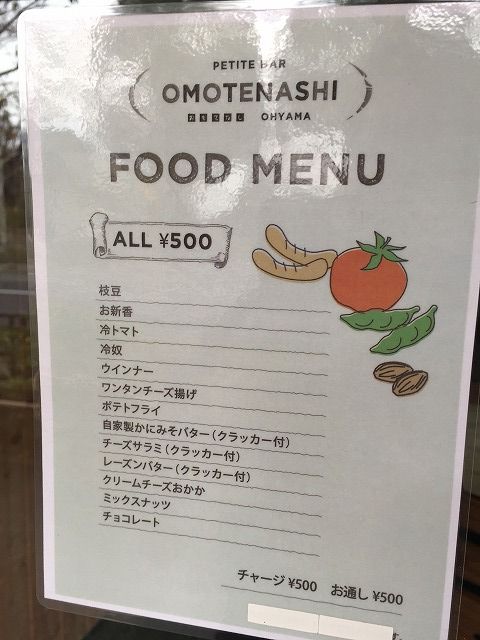 PETITE BAR
OMOTENASHI
おもてなし OHYAMA
FOOD MENU
ALL ¥500
枝豆
お新香
冷トマト
冷奴
ウインナー
ワンタンチーズ揚げ
ポテトフライ
自家製かにみそバター（クラッカー付）
チーズサラミ（クラッカー付）
レーズンバター（クラッカー付）
クリームチーズおかか
ミックスナッツ
チョコレート
チャージ ¥500 お通し ¥500